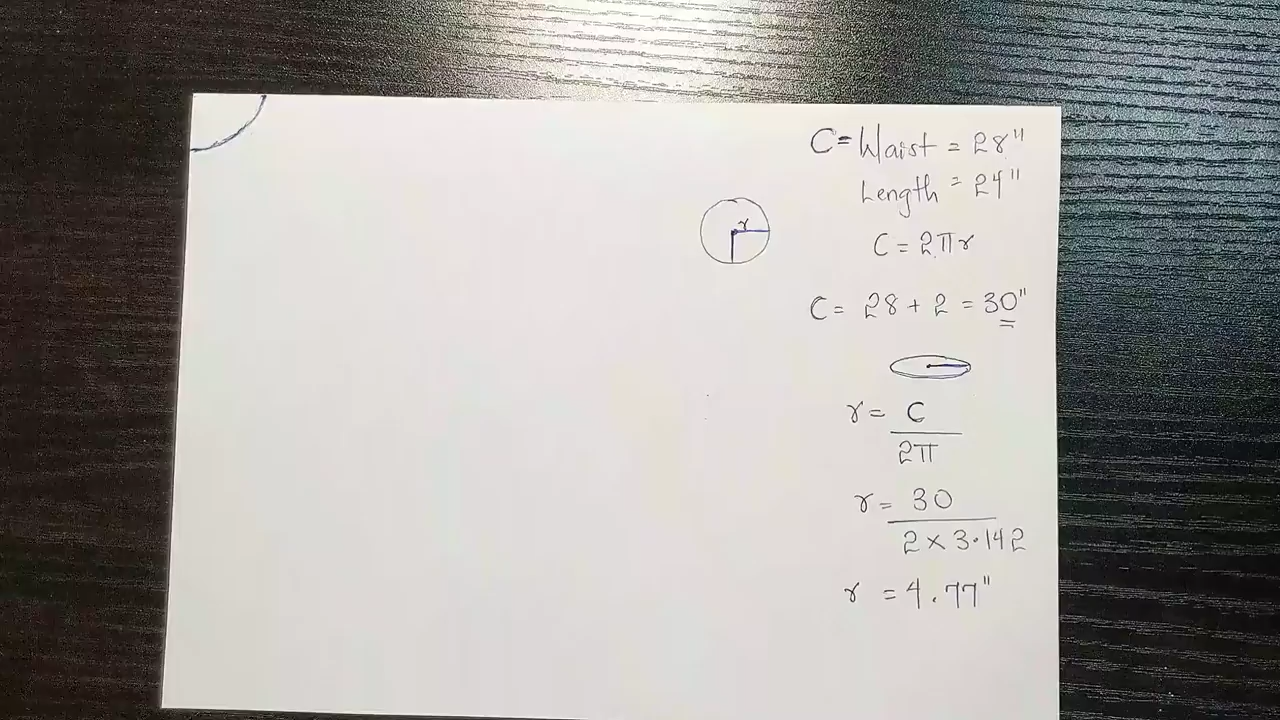 C= Waist = 28"
Length = 24"
r
C = 2πr
C = 28 + 2 = 30"
r = C
2π
r = 30
2 × 3.142
r = 4.77"